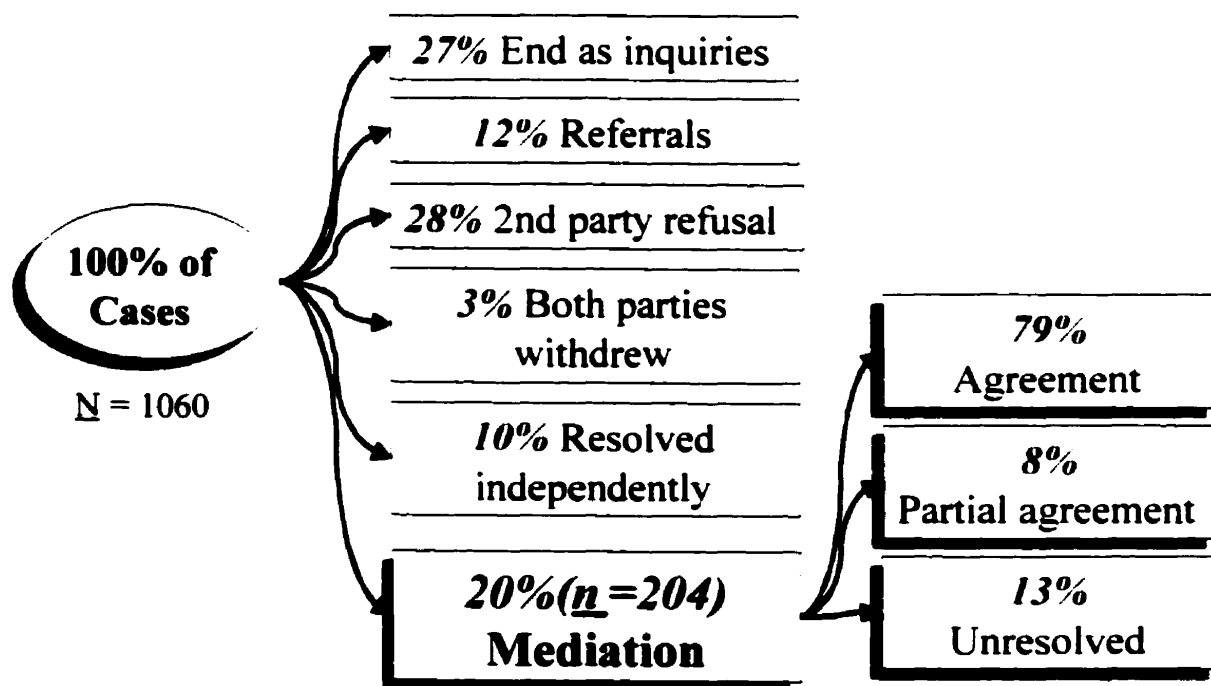 27% End as inquiries
12% Referrals
28% 2nd party refusal
100% of
Cases
N = 1060
3% Both parties
withdrew
10% Resolved
independently
20%(n=204)
Mediation
79%
Agreement
8%
Partial agreement
13%
Unresolved